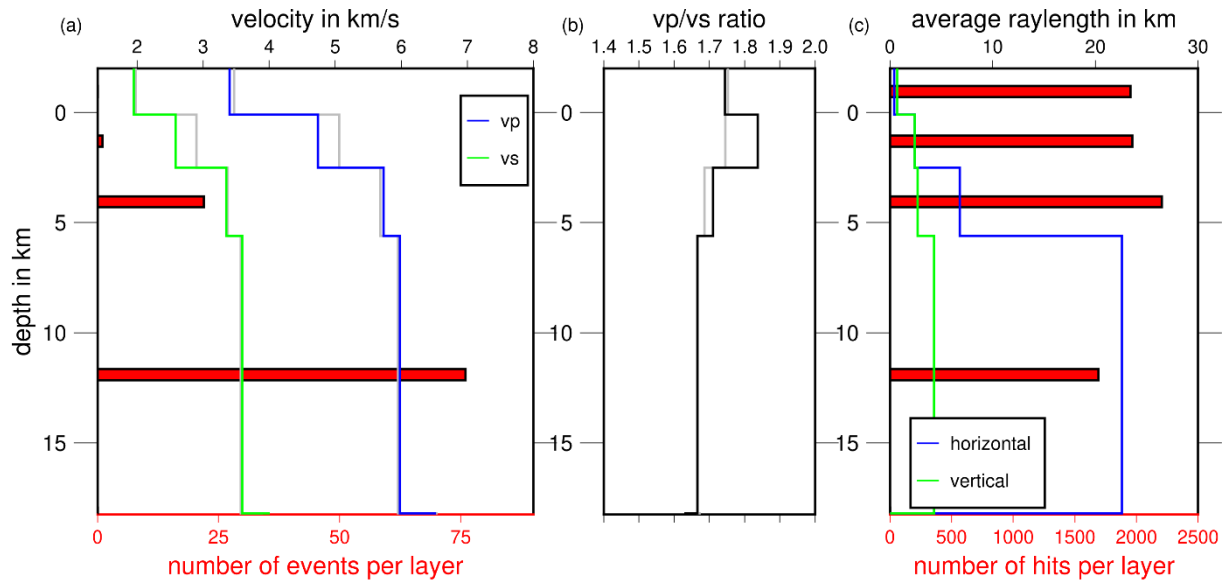 (a) velocity in km/s (b) vp/vs ratio (c) average raylength in km
2 3 4 5 6 7 8 1.4 1.5 1.6 1.7 1.8 1.9 2.0 0 10 20 30
0 0 0
vp
vs
5 5 5
depth in km
10 10 10
15 15 15
horizontal
vertical
0 25 50 75 0 500 1000 1500 2000 2500
number of events per layer number of hits per layer